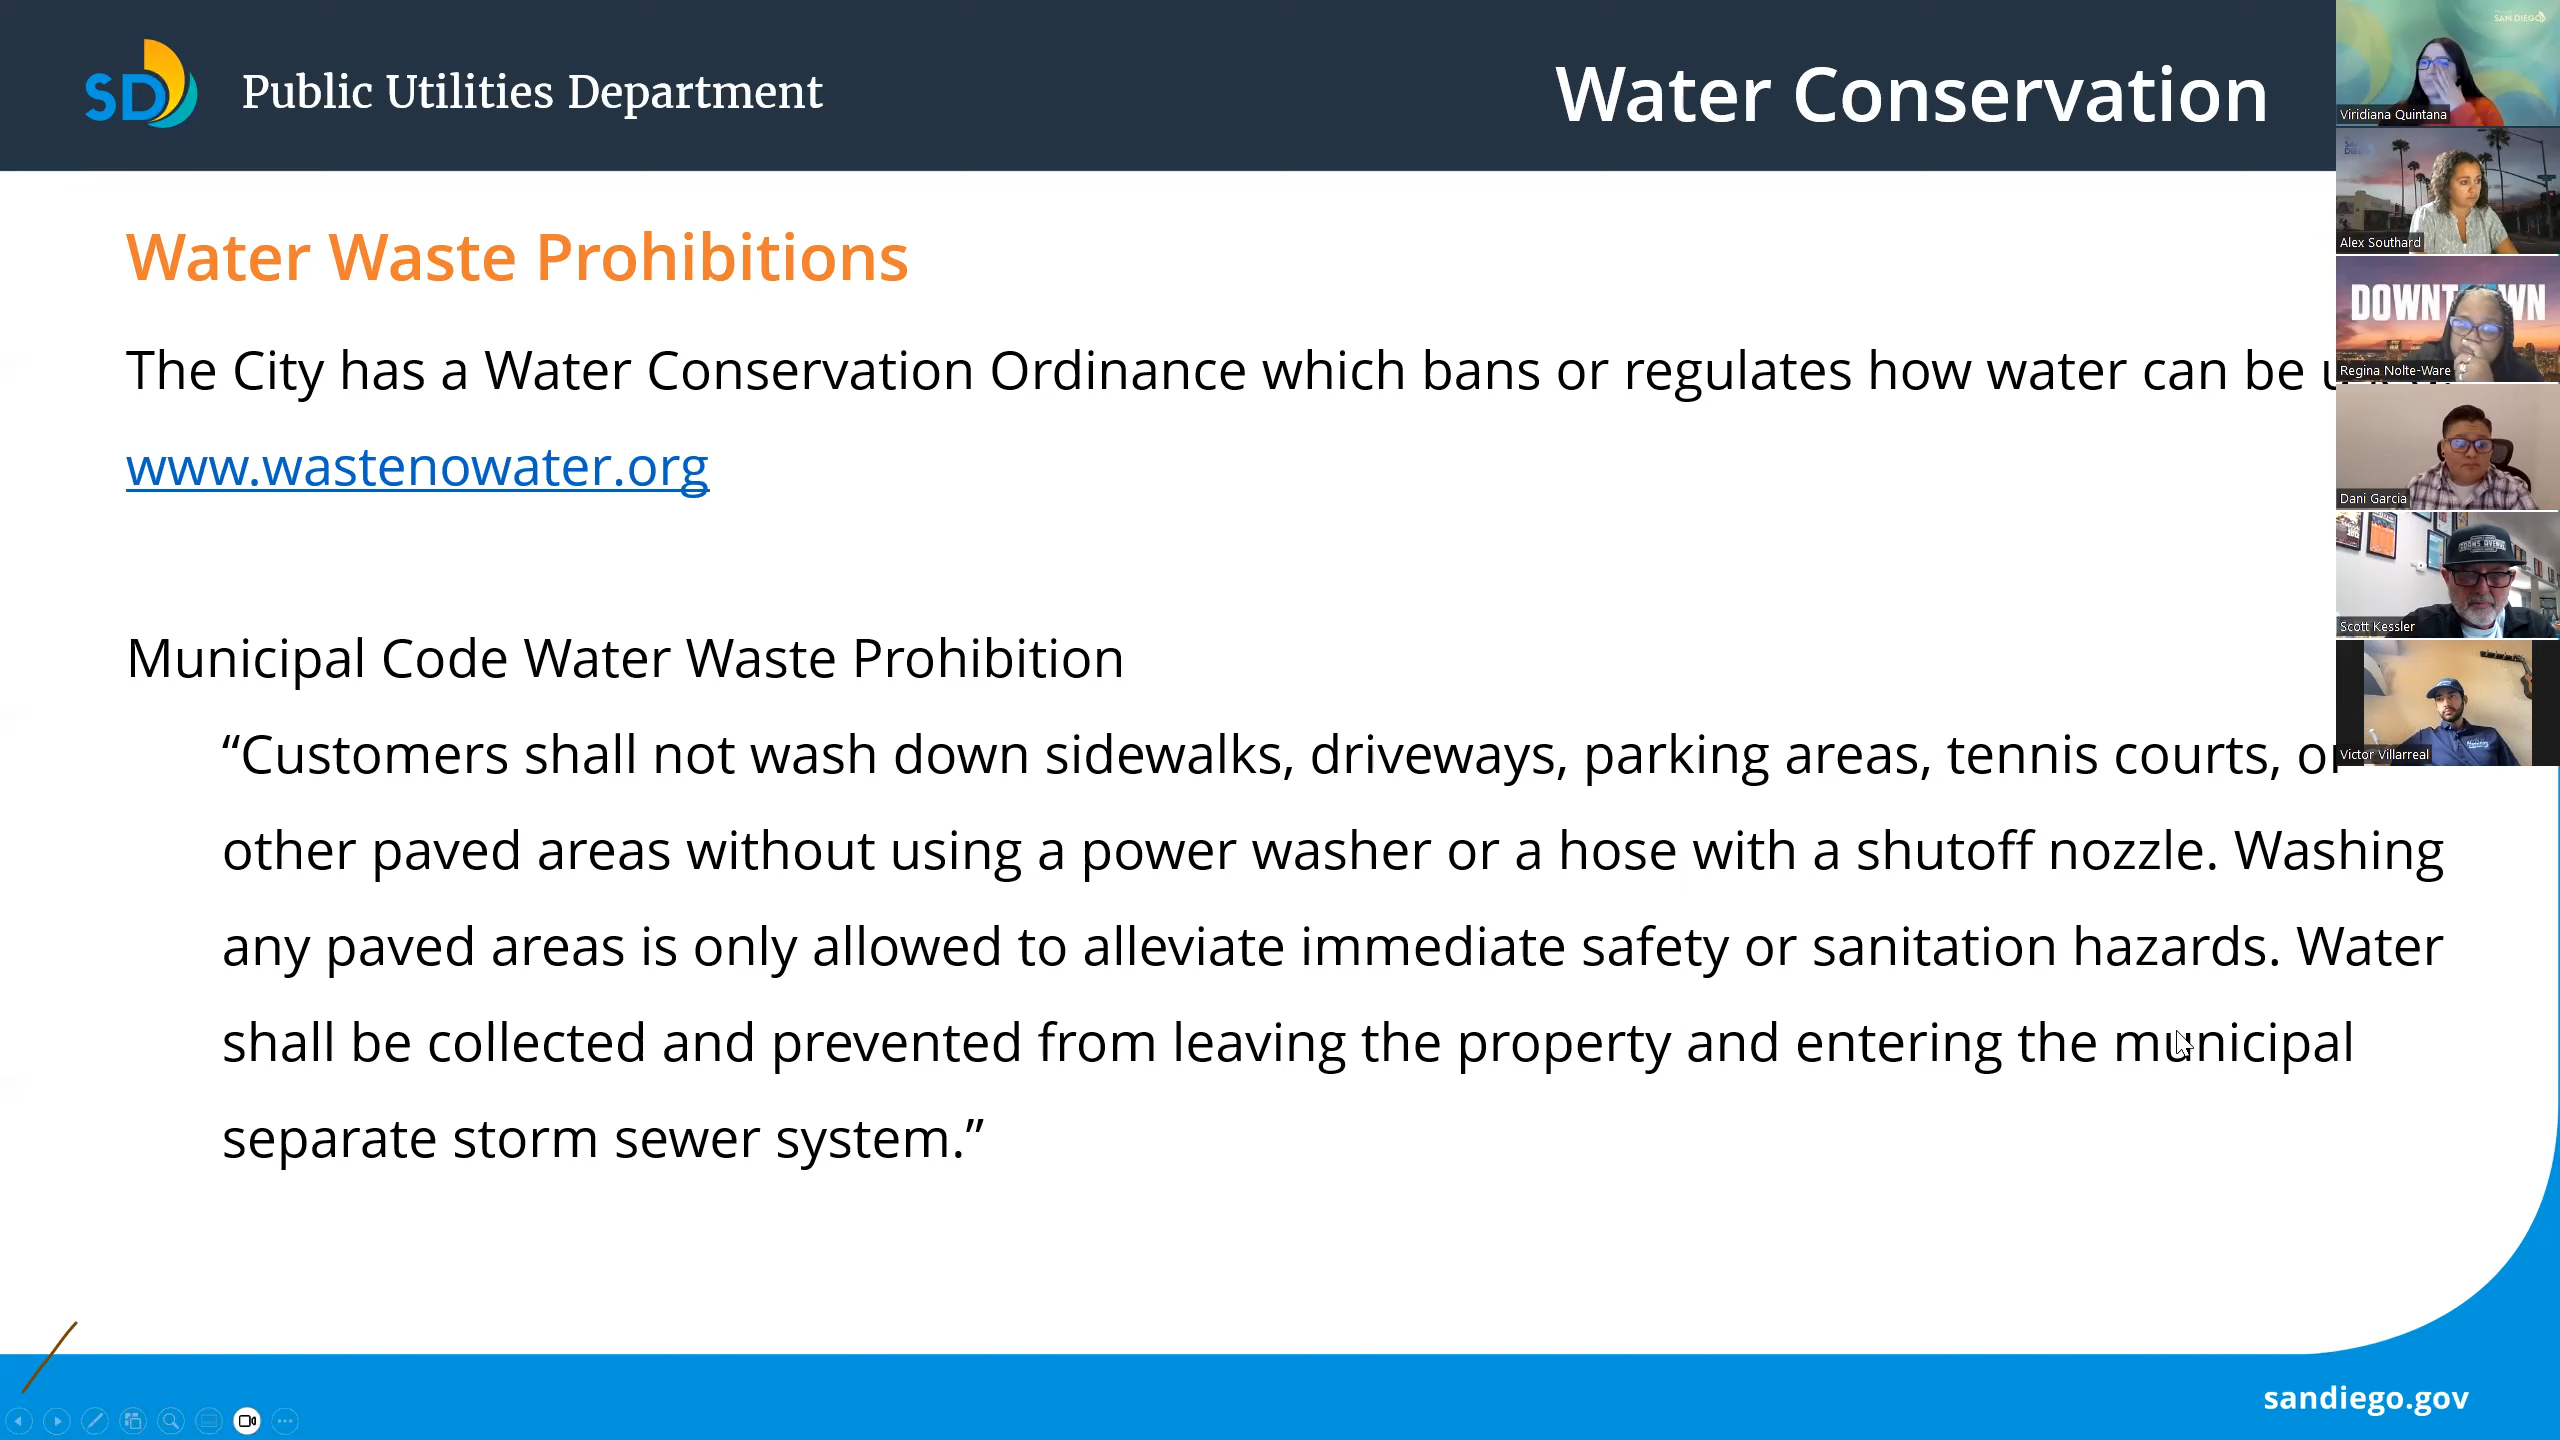 SD
Public Utilities Department
Water Conservation
Water Waste Prohibitions
The City has a Water Conservation Ordinance which bans or regulates how water can be
www.wastenowater.org
Municipal Code Water Waste Prohibition
“Customers shall not wash down sidewalks, driveways, parking areas, tennis courts, or
other paved areas without using a power washer or a hose with a shutoff nozzle. Washing
any paved areas is only allowed to alleviate immediate safety or sanitation hazards. Water
shall be collected and prevented from leaving the property and entering the municipal
separate storm sewer system.”
sandiego.gov
SAN DIEGO
Viridiana Quintana
Alex Southard
Regina Nolte-Ware
Dani Garcia
ADAMS AVENUE
Scott Kessler
Victor Villarreal